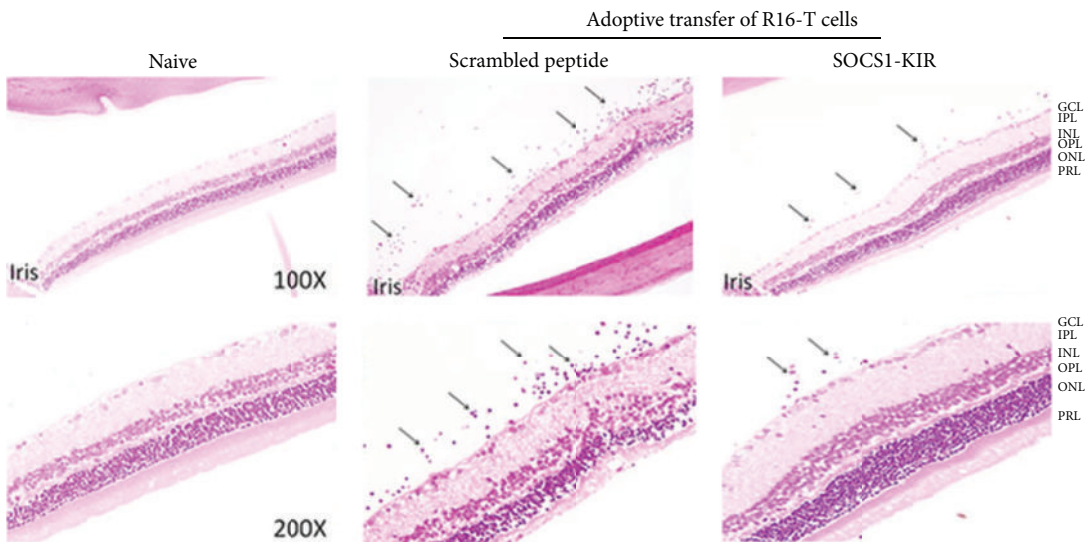 Adoptive transfer of R16-T cells
Naive
Scrambled peptide
SOCS1-KIR
Iris
100X
Iris
GCL
IPL
INL
OPL
ONL
PRL
200X
GCL
IPL
INL
OPL
ONL
PRL